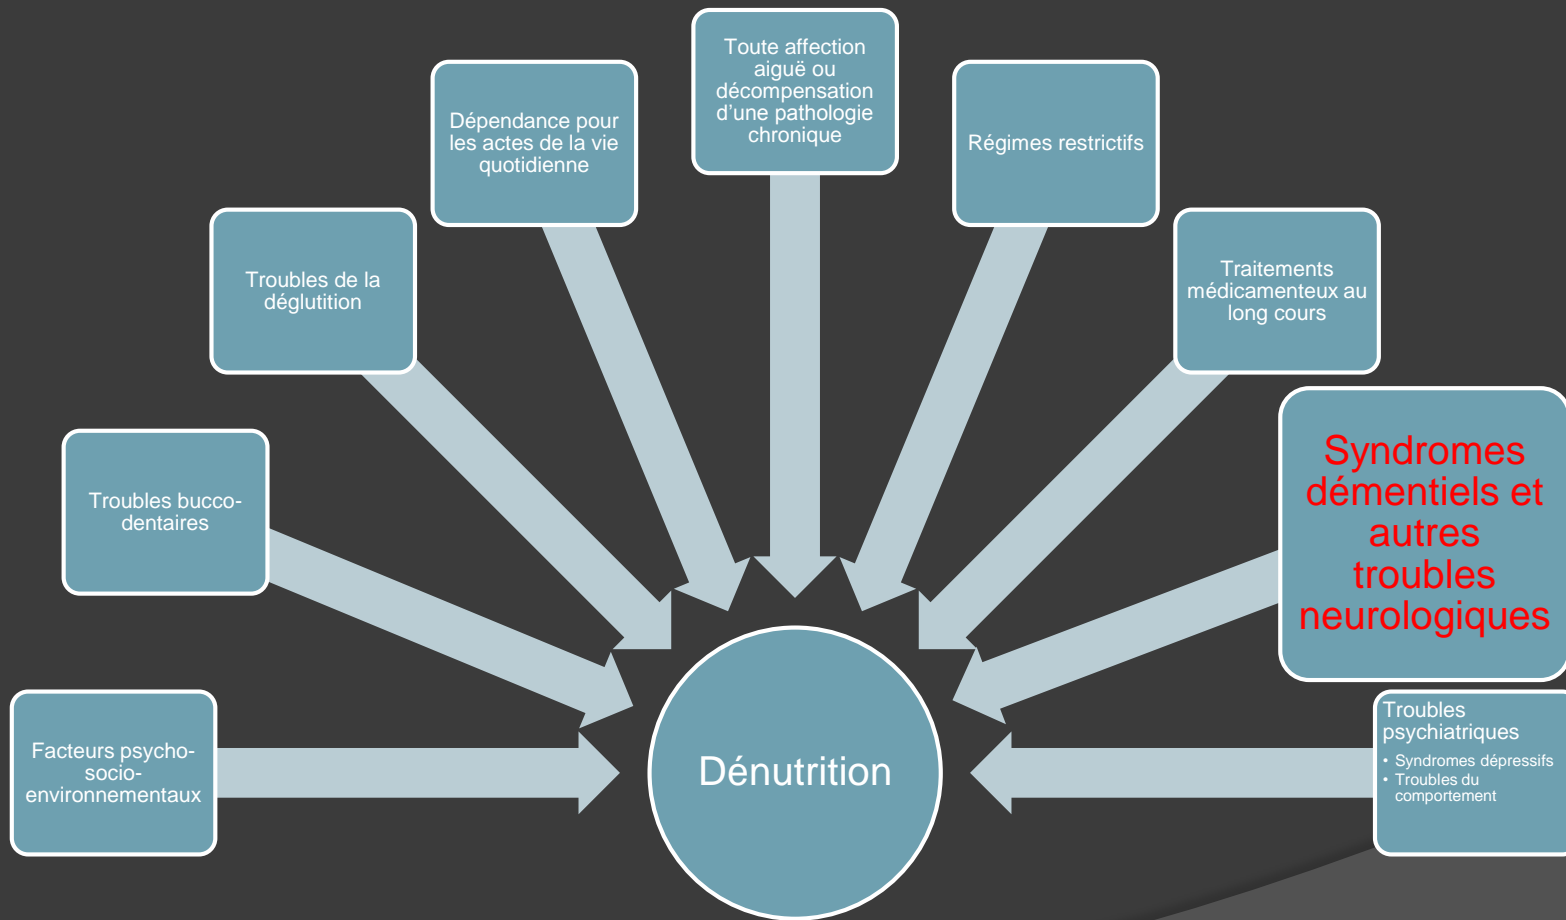 Toute affection
aiguë ou
décompensation
d'une pathologie
chronique
Dépendance pour
les actes de la vie
quotidienne
Régimes restrictifs
Troubles de la
déglutition
Traitements
médicamenteux au
long cours
Troubles bucco-
dentaires
Syndromes
démentiels et
autres
troubles
neurologiques
Facteurs psycho-
socio-
environnementaux
Dénutrition
Troubles
psychiatriques
• Syndromes dépressifs
• Troubles du
comportement